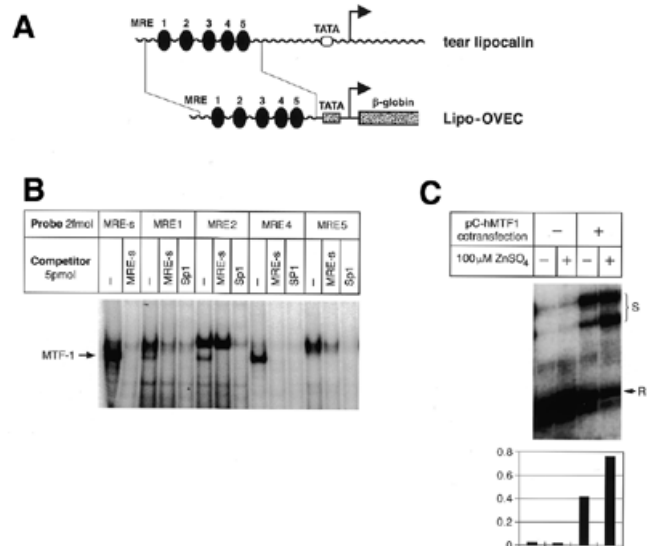 A
MRE 1 2 3 4 5 TATA
tear lipocalin
MRE 1 2 3 4 5 TATA β-globin
Lipo-OVEC
B
Probe 2fmol MRE-s MRE1 MRE2 MRE4 MRE5
Competitor 5pmol – MRE-s – MRE-s Sp1 – MRE-s Sp1 – MRE-s SP1 – MRE-s Sp1
MTF-1
C
pC-hMTF1 cotransfection – +
100µM ZnSO4 – + – +
S
R
0.8
0.6
0.4
0.2
0